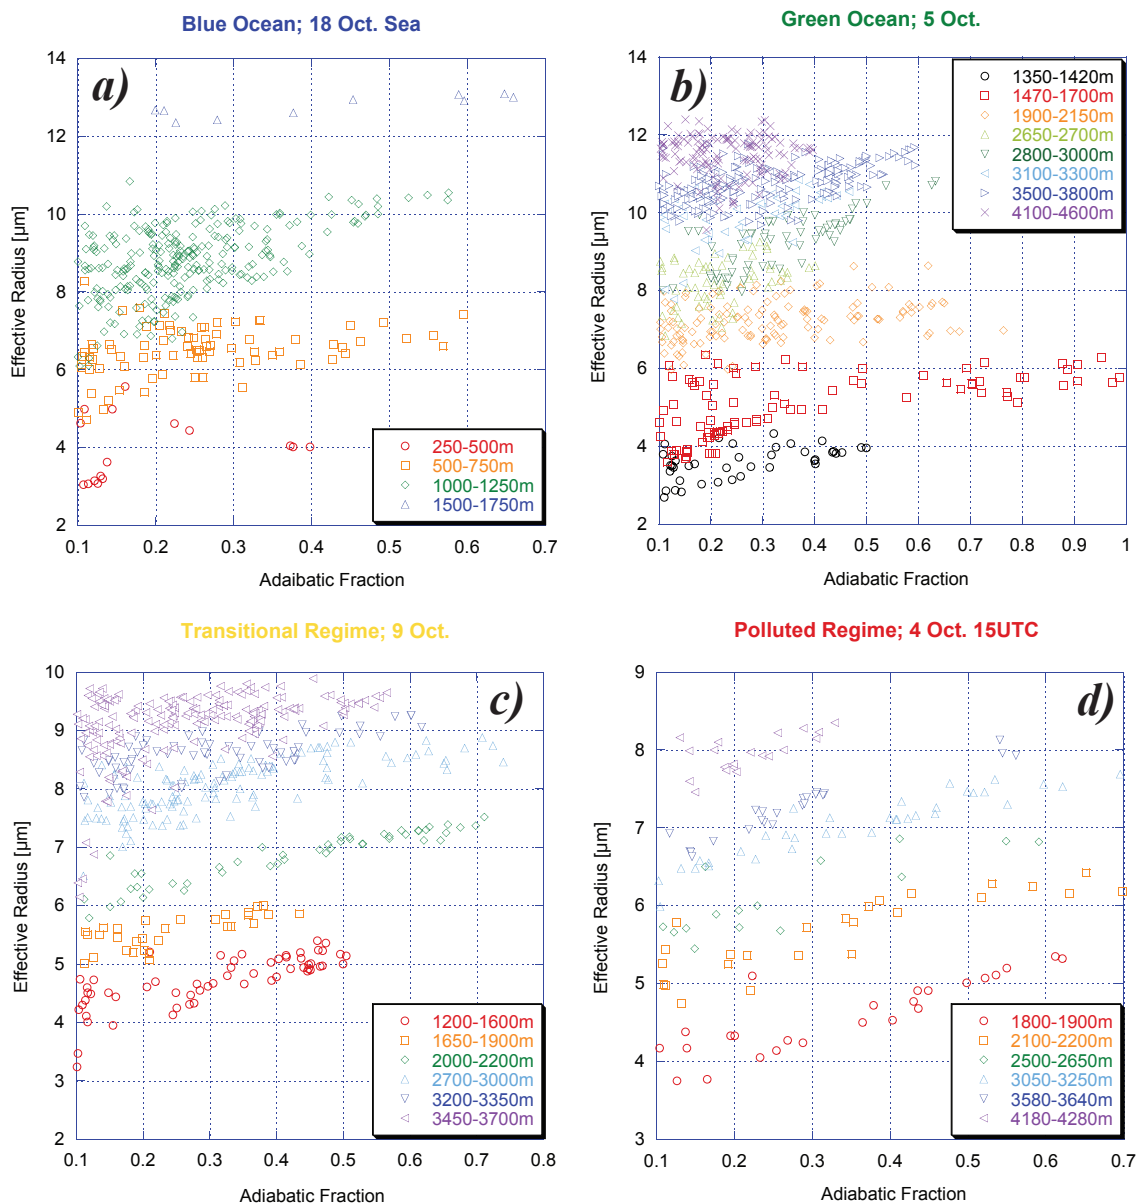 Blue Ocean; 18 Oct. Sea
a)
Effective Radius [µm]
14
12
10
8
6
4
2
0.1
0.2
0.3
0.4
0.5
0.6
0.7
Adaibatic Fraction
250-500m
500-750m
1000-1250m
1500-1750m
Green Ocean; 5 Oct.
b)
Effective Radius [µm]
14
12
10
8
6
4
2
0.1
0.2
0.3
0.4
0.5
0.6
0.7
0.8
0.9
1
Adiabatic Fraction
1350-1420m
1470-1700m
1900-2150m
2650-2700m
2800-3000m
3100-3300m
3500-3800m
4100-4600m
Transitional Regime; 9 Oct.
c)
Effective Radius [µm]
10
9
8
7
6
5
4
3
2
0.1
0.2
0.3
0.4
0.5
0.6
0.7
0.8
Adiabatic Fraction
1200-1600m
1650-1900m
2000-2200m
2700-3000m
3200-3350m
3450-3700m
Polluted Regime; 4 Oct. 15UTC
d)
Effective Radius [µm]
9
8
7
6
5
4
3
0.1
0.2
0.3
0.4
0.5
0.6
0.7
Adiabatic Fraction
1800-1900m
2100-2200m
2500-2650m
3050-3250m
3580-3640m
4180-4280m